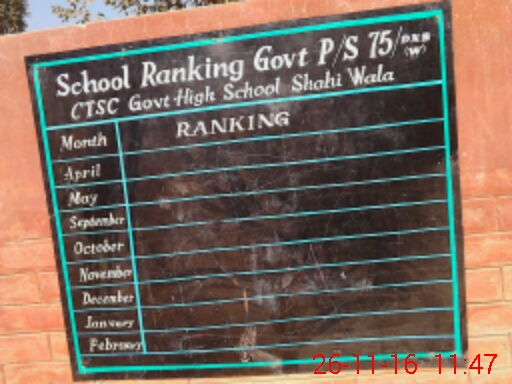 School Ranking Govt P/S 75/DNB (W)
CTSC Govt High School Shahi Wala
Month RANKING
April
May
September
October
November
December
January
February
26-11-16 11:47